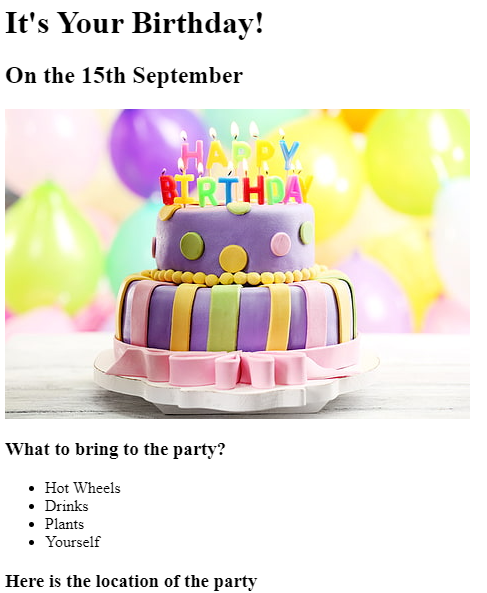 It's Your Birthday!
On the 15th September
HAPPY
BIRTHDAY
What to bring to the party?
Hot Wheels
Drinks
Plants
Yourself
Here is the location of the party